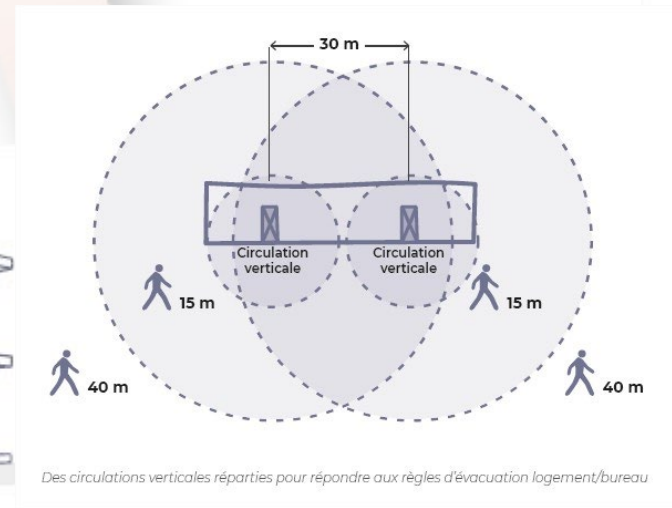 30 m
Circulation
verticale
Circulation
verticale
15 m
15 m
40 m
40 m
Des circulations verticales réparties pour répondre aux règles d'évacuation logement/bureau